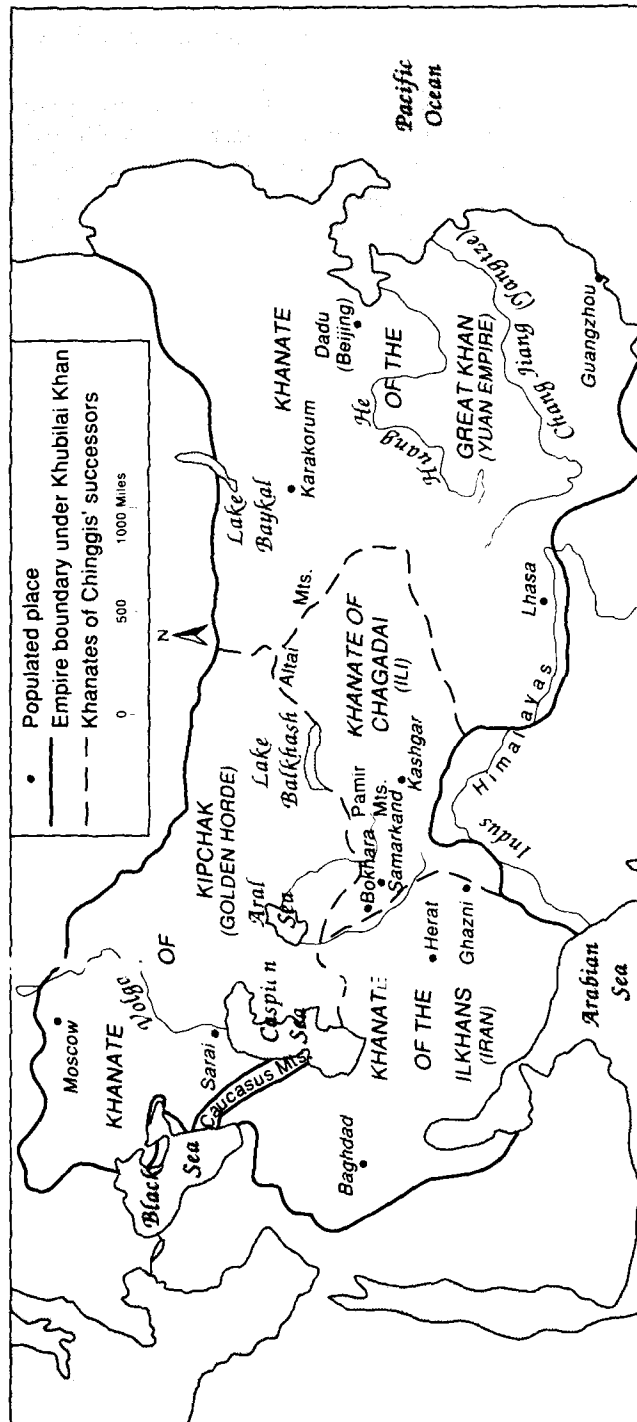 Populated place
Empire boundary under Khubilai Khan
Khanates of Chinggis' successors
0 500 1000 Miles
N
Pacific
Ocean
Moscow
KHANATE
OF
KIPCHAK
(GOLDEN HORDE)
Volga
Sarai
Black
Sea
Caucasus Mts.
Caspian
Sea
Aral
Sea
Lake
Balkhash
Altai
Mts.
Lake
Baykal
Karakorum
KHANATE
OF THE
GREAT KHAN
(YUAN EMPIRE)
Dadu
(Beijing)
Huang
He
Chang Jiang (Yangtze)
Guangzhou
KHANATE OF
CHAGADAI
(ILI)
Pamir
Mts.
Bokhara
Samarkand
Kashgar
Baghdad
KHANATE
OF THE
ILKHANS
(IRAN)
Herat
Ghazni
Indus
Himalayas
Lhasa
Arabian
Sea